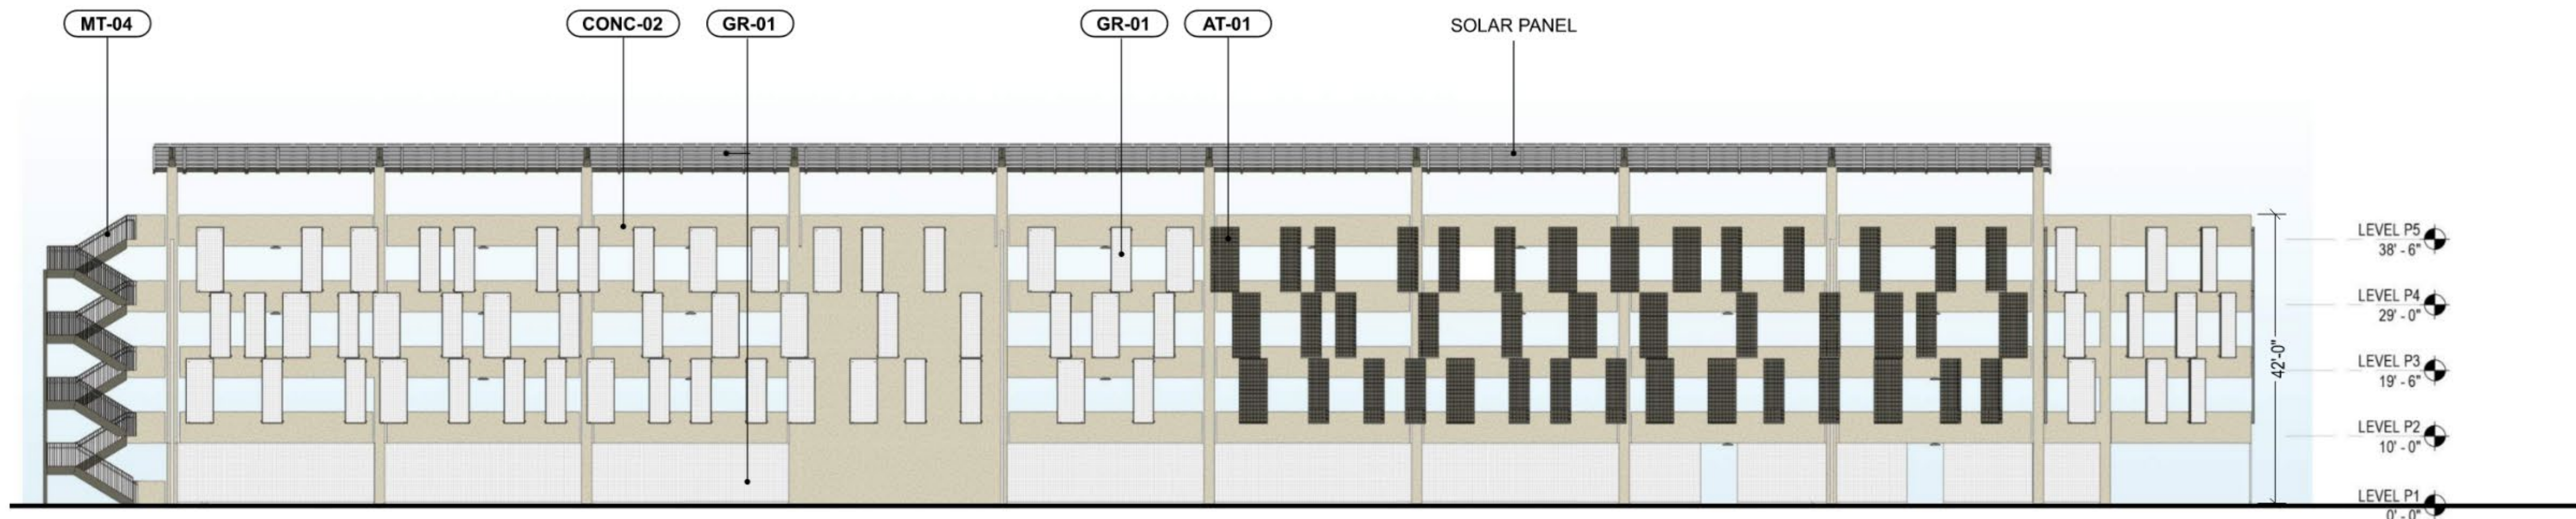 MT-04
CONC-02
GR-01
GR-01
AT-01
SOLAR PANEL
LEVEL P5
38' - 6"
LEVEL P4
29' - 0"
42'-0"
LEVEL P3
19' - 6"
LEVEL P2
10' - 0"
LEVEL P1
0' - 0"